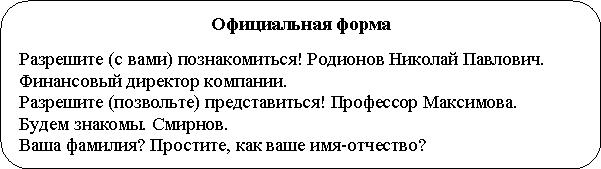 Официальная форма
Разрешите (с вами) познакомиться! Родионов Николай Павлович.
Финансовый директор компании.
Разрешите (позвольте) представиться! Профессор Максимова.
Будем знакомы. Смирнов.
Ваша фамилия? Простите, как ваше имя-отчество?